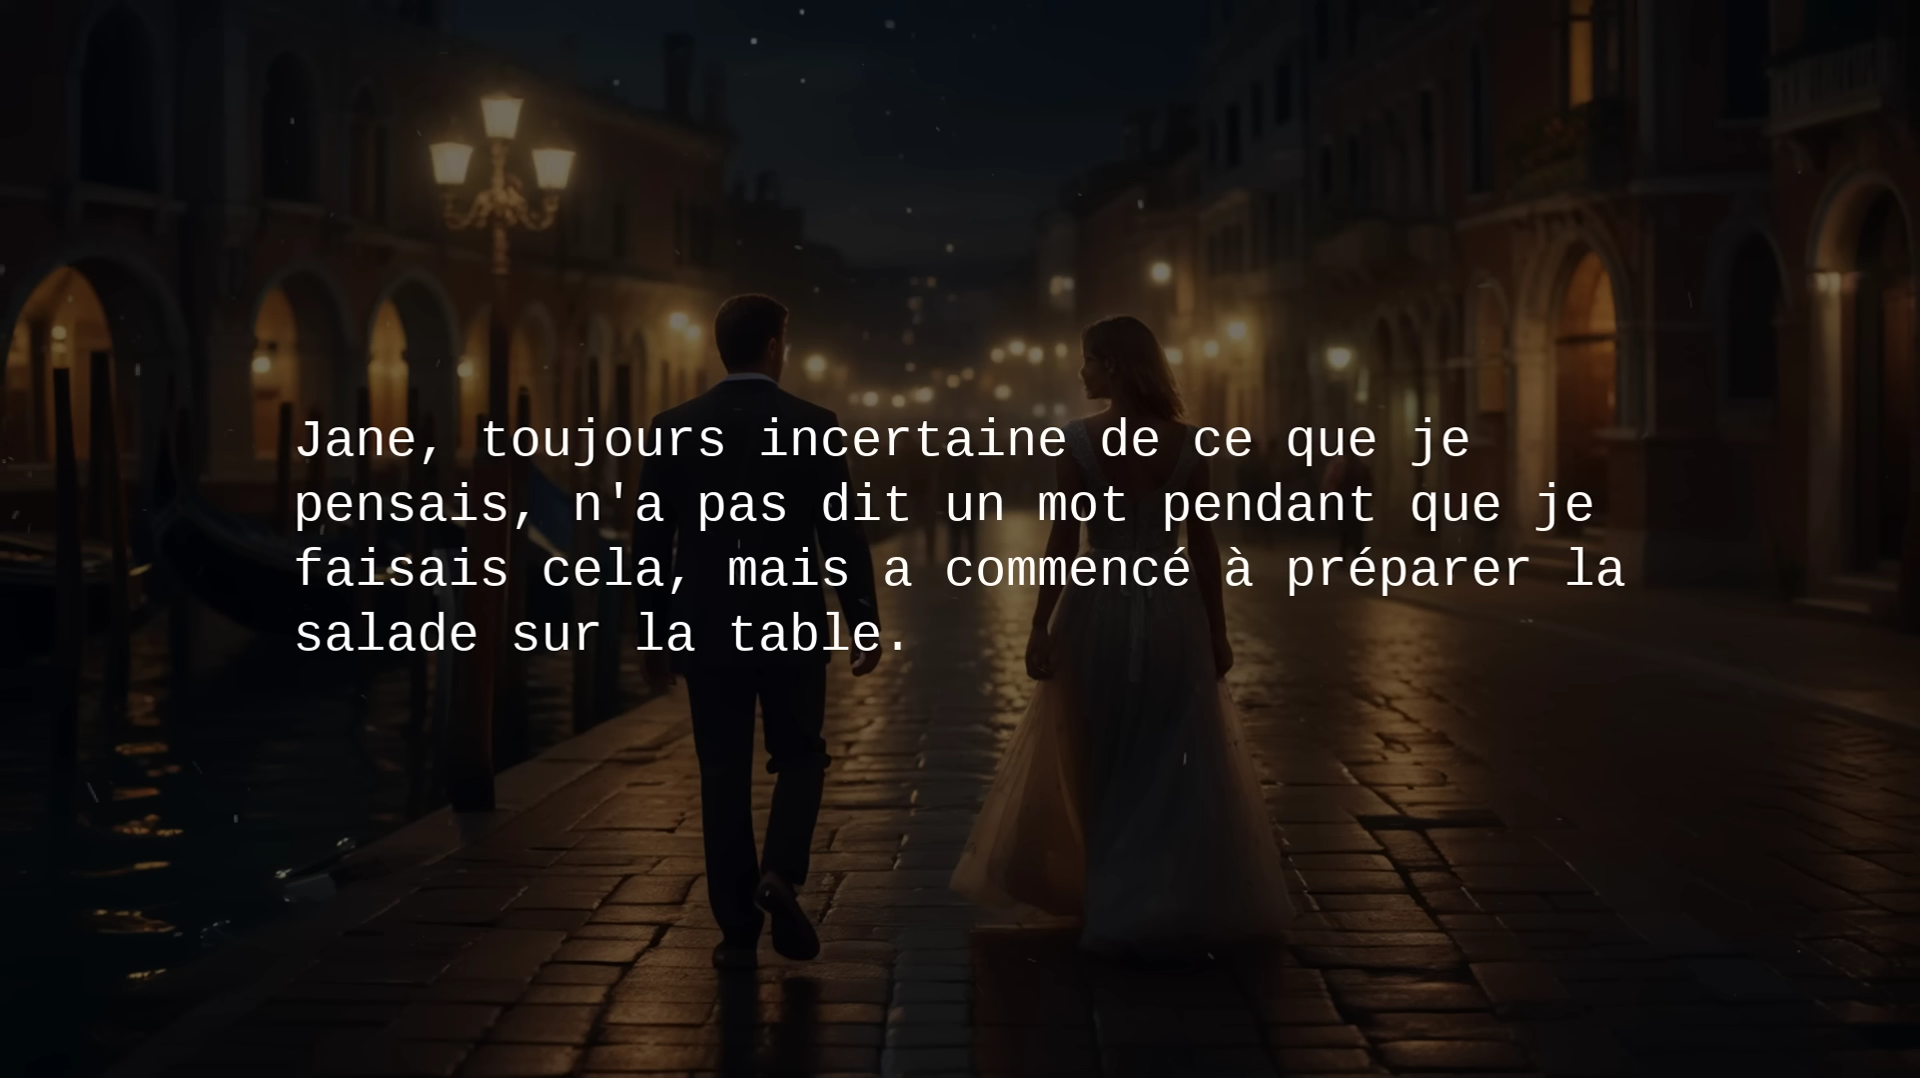 Jane, toujours incertaine de ce que je
pensais, n'a pas dit un mot pendant que je
faisais cela, mais a commencé à préparer la
salade sur la table.